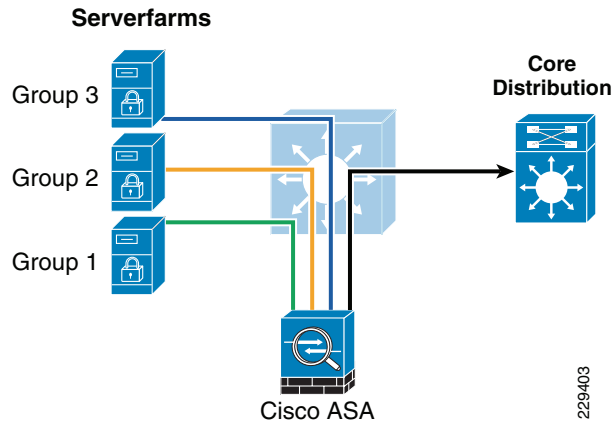 Serverfarms
Group 3
Group 2
Group 1
Core
Distribution
Cisco ASA
229403